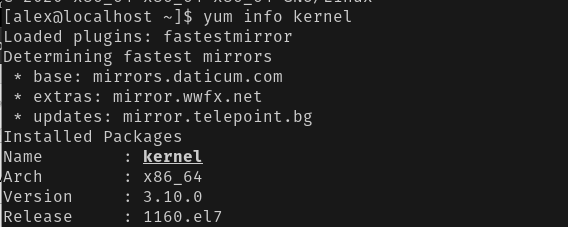 [alex@localhost ~]$ yum info kernel
Loaded plugins: fastestmirror
Determining fastest mirrors
 * base: mirrors.daticum.com
 * extras: mirror.wwfx.net
 * updates: mirror.telepoint.bg
Installed Packages
Name        : kernel
Arch        : x86_64
Version     : 3.10.0
Release     : 1160.el7